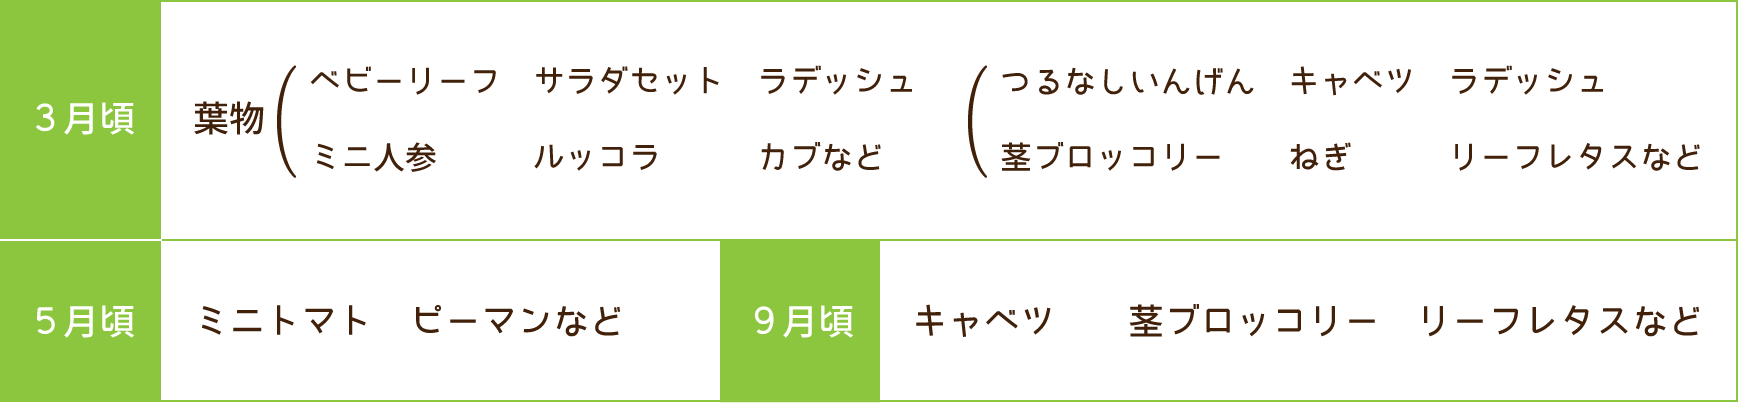 ３月頃
葉物
ベビーリーフ　サラダセット　ラデッシュ
ミニ人参　ルッコラ　カブなど
つるなしいんげん　キャベツ　ラデッシュ
茎ブロッコリー　ねぎ　リーフレタスなど
５月頃
ミニトマト　ピーマンなど
９月頃
キャベツ　茎ブロッコリー　リーフレタスなど